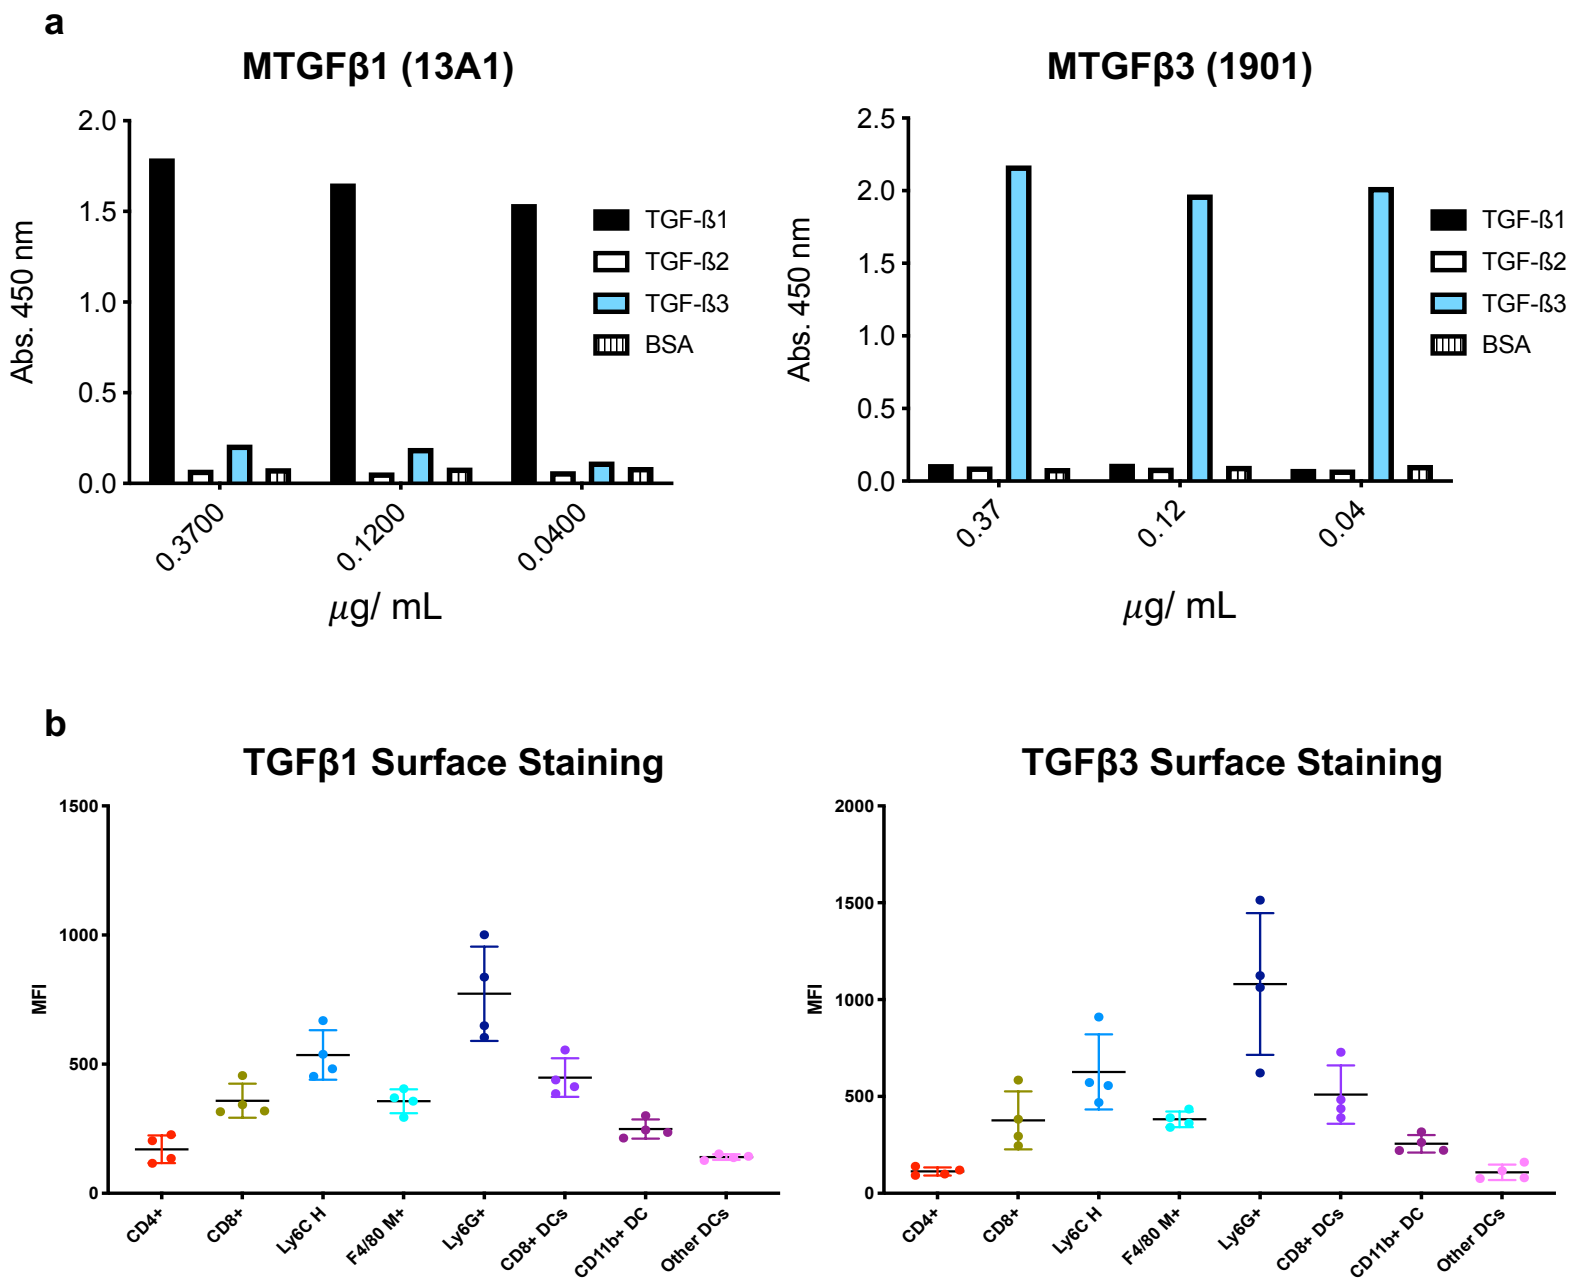 a
MTGFβ1 (13A1)
2.0
1.5
1.0
0.5
0.0
Abs. 450 nm
0.3700
0.1200
0.0400
µg/ mL
TGF-ß1
TGF-ß2
TGF-ß3
BSA
MTGFβ3 (1901)
2.5
2.0
1.5
1.0
0.5
0.0
Abs. 450 nm
0.37
0.12
0.04
µg/ mL
TGF-ß1
TGF-ß2
TGF-ß3
BSA
b
TGFβ1 Surface Staining
1500
1000
500
0
MFI
CD4+
CD8+
Ly6C H
F4/80 M+
Ly6G+
CD8+ DCs
CD11b+ DC
Other DCs
TGFβ3 Surface Staining
2000
1500
1000
500
0
MFI
CD4+
CD8+
Ly6C H
F4/80 M+
Ly6G+
CD8+ DCs
CD11b+ DC
Other DCs